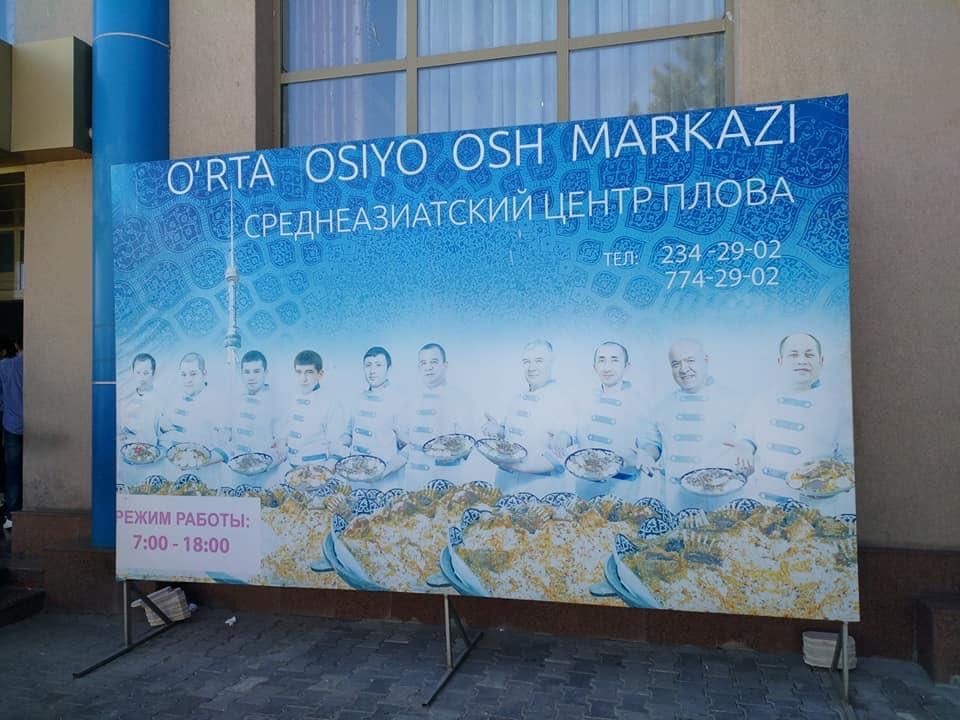 O'RTA OSIYO OSH MARKAZI
СРЕДНЕАЗИАТСКИЙ ЦЕНТР ПЛОВА
ТЕЛ: 234 -29-02
774-29-02
РЕЖИМ РАБОТЫ:
7:00 - 18:00